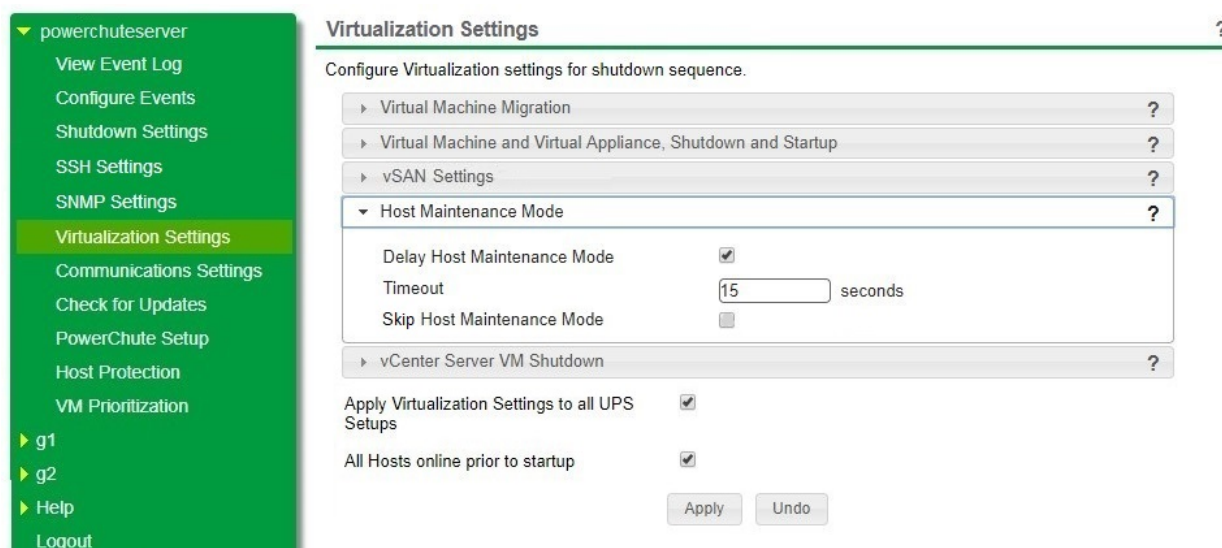 powerchuteserver
View Event Log
Configure Events
Shutdown Settings
SSH Settings
SNMP Settings
Virtualization Settings
Communications Settings
Check for Updates
PowerChute Setup
Host Protection
VM Prioritization
g1
g2
Help
Logout
Virtualization Settings
?
Configure Virtualization settings for shutdown sequence.
Virtual Machine Migration ?
Virtual Machine and Virtual Appliance, Shutdown and Startup ?
vSAN Settings ?
Host Maintenance Mode ?
Delay Host Maintenance Mode
Timeout 15 seconds
Skip Host Maintenance Mode
vCenter Server VM Shutdown ?
Apply Virtualization Settings to all UPS
Setups
All Hosts online prior to startup
Apply Undo